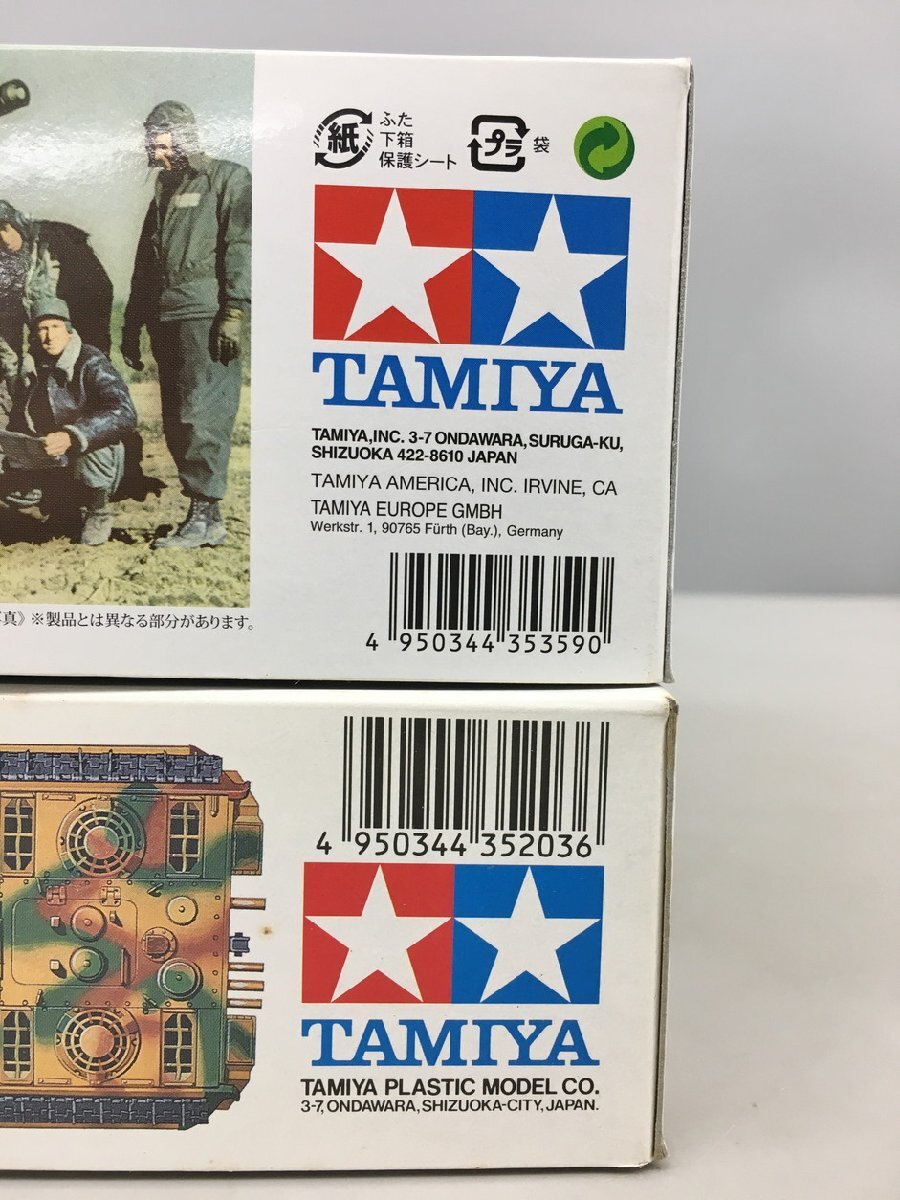 紙
ふた
下箱
保護シート
プラ
袋
TAMIYA
TAMIYA,INC. 3-7 ONDAWARA, SURUGA-KU,
SHIZUOKA 422-8610 JAPAN
TAMIYA AMERICA, INC. IRVINE, CA
TAMIYA EUROPE GMBH
Werkstr. 1, 90765 Fürth (Bay.), Germany
真》※製品とは異なる部分があります。
4 950344 353590
4 950344 352036
TAMIYA
TAMIYA PLASTIC MODEL CO.
3-7, ONDAWARA, SHIZUOKA-CITY, JAPAN.